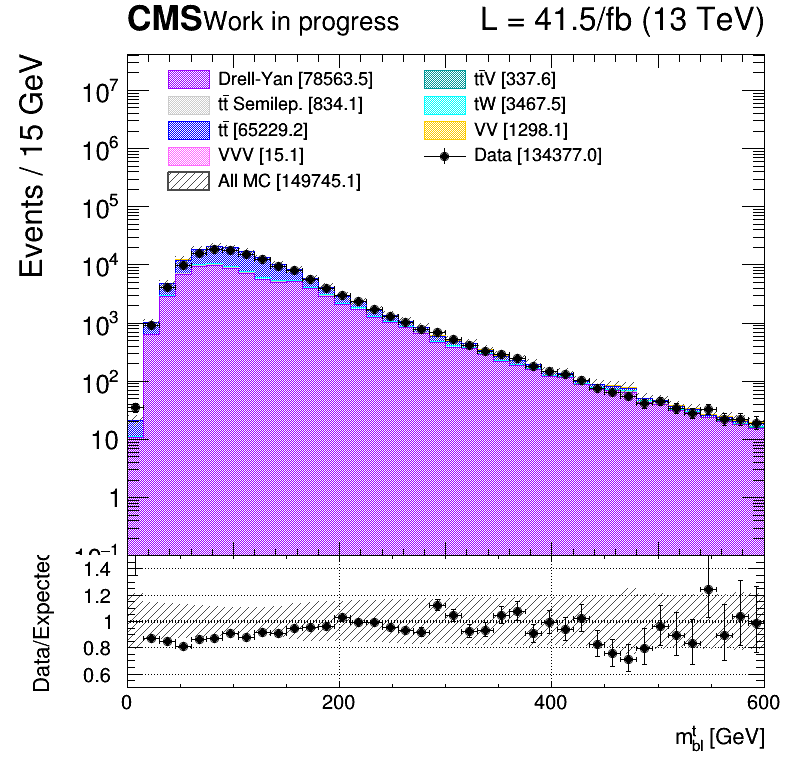 CMS Work in progress L = 41.5/fb (13 TeV)
Events / 15 GeV
Drell-Yan [78563.5]
tt̄ Semilep. [834.1]
tt̄ [65229.2]
VVV [15.1]
All MC [149745.1]
tt̄V [337.6]
tW [3467.5]
VV [1298.1]
Data [134377.0]
10⁷
10⁶
10⁵
10⁴
10³
10²
10
1
10⁻¹
Data/Expected
1.4
1.2
1
0.8
0.6
0 200 400 600
mᵗbl [GeV]